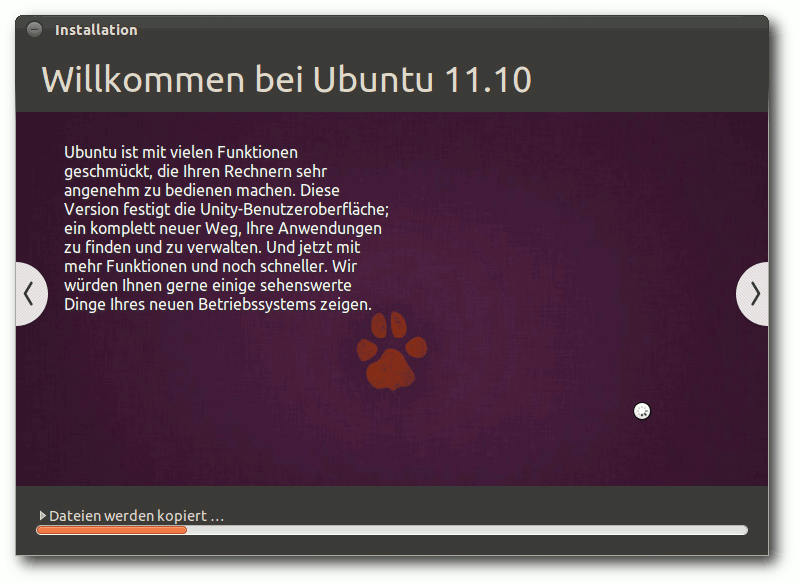 Installation
Willkommen bei Ubuntu 11.10
Ubuntu ist mit vielen Funktionen
geschmückt, die Ihren Rechnern sehr
angenehm zu bedienen machen. Diese
Version festigt die Unity-Benutzeroberfläche;
ein komplett neuer Weg, Ihre Anwendungen
zu finden und zu verwalten. Und jetzt mit
mehr Funktionen und noch schneller. Wir
würden Ihnen gerne einige sehenswerte
Dinge Ihres neuen Betriebssystems zeigen.
Dateien werden kopiert …